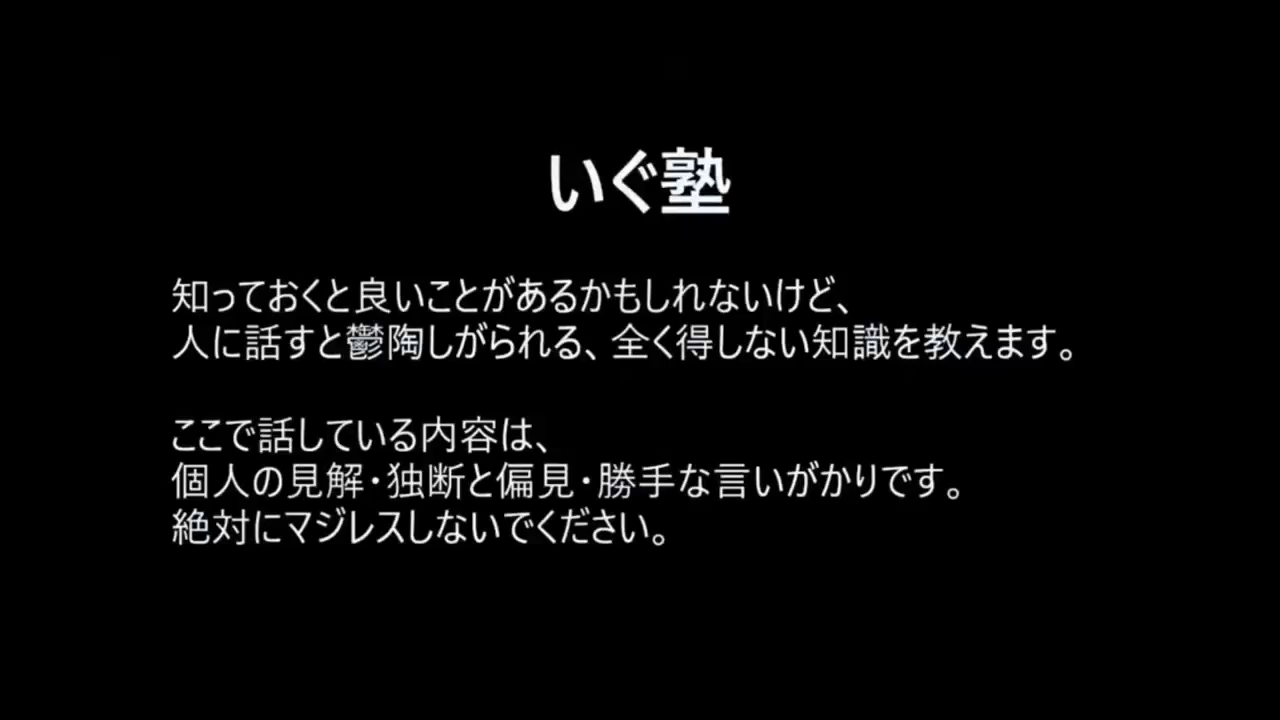 いぐ塾
知っておくと良いことがあるかもしれないけど、
人に話すと鬱陶しがられる、全く得しない知識を教えます。
ここで話している内容は、
個人の見解・独断と偏見・勝手な言いがかりです。
絶対にマジレスしないでください。